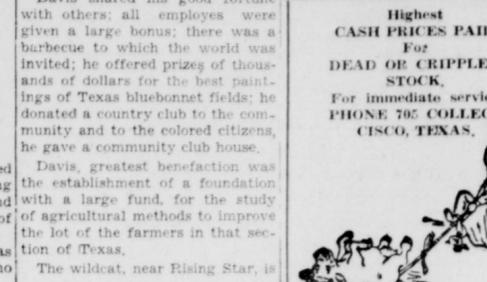 Davis shared his good fortune
with others; all employes were
given a large bonus; there was a
barbecue to which the world was
invited; he offered prizes of thous-
ands of dollars for the best paint-
ings of Texas bluebonnet fields; he
donated a country club to the com-
munity and to the colored citizens,
he gave a community club house.
Davis, greatest benefaction was
the establishment of a foundation
with a large fund, for the study
of agricultural methods to improve
the lot of the farmers in that sec-
tion of Texas.
The wildcat, near Rising Star, is
Highest
CASH PRICES PAI
For
DEAD OR CRIPPLE
STOCK.
For immediate servi
PHONE 705 COLLEC
CISCO, TEXAS.